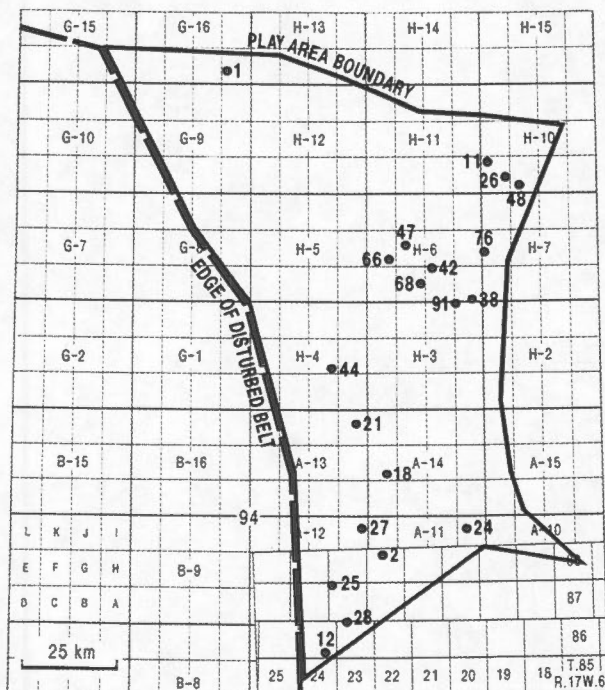 G-15 G-16 H-13 H-14 H-15
PLAY AREA BOUNDARY
1
G-10 G-9 H-12 H-11 H-10
11
26
48
47
76
G-7 G-8 H-5 H-6 H-7
66 42
68
91 38
EDGE OF DISTURBED BELT
G-2 G-1 H-4 H-3 H-2
44
21
B-15 B-16 A-13 A-14 A-15
18
94
27 24
L K J I A-12 A-11 A-10
2
E F G H B-9
25 87
D C B A
28
86
12
25 km
B-8 25 24 23 22 21 20 19 18 T.85
R.17W.6